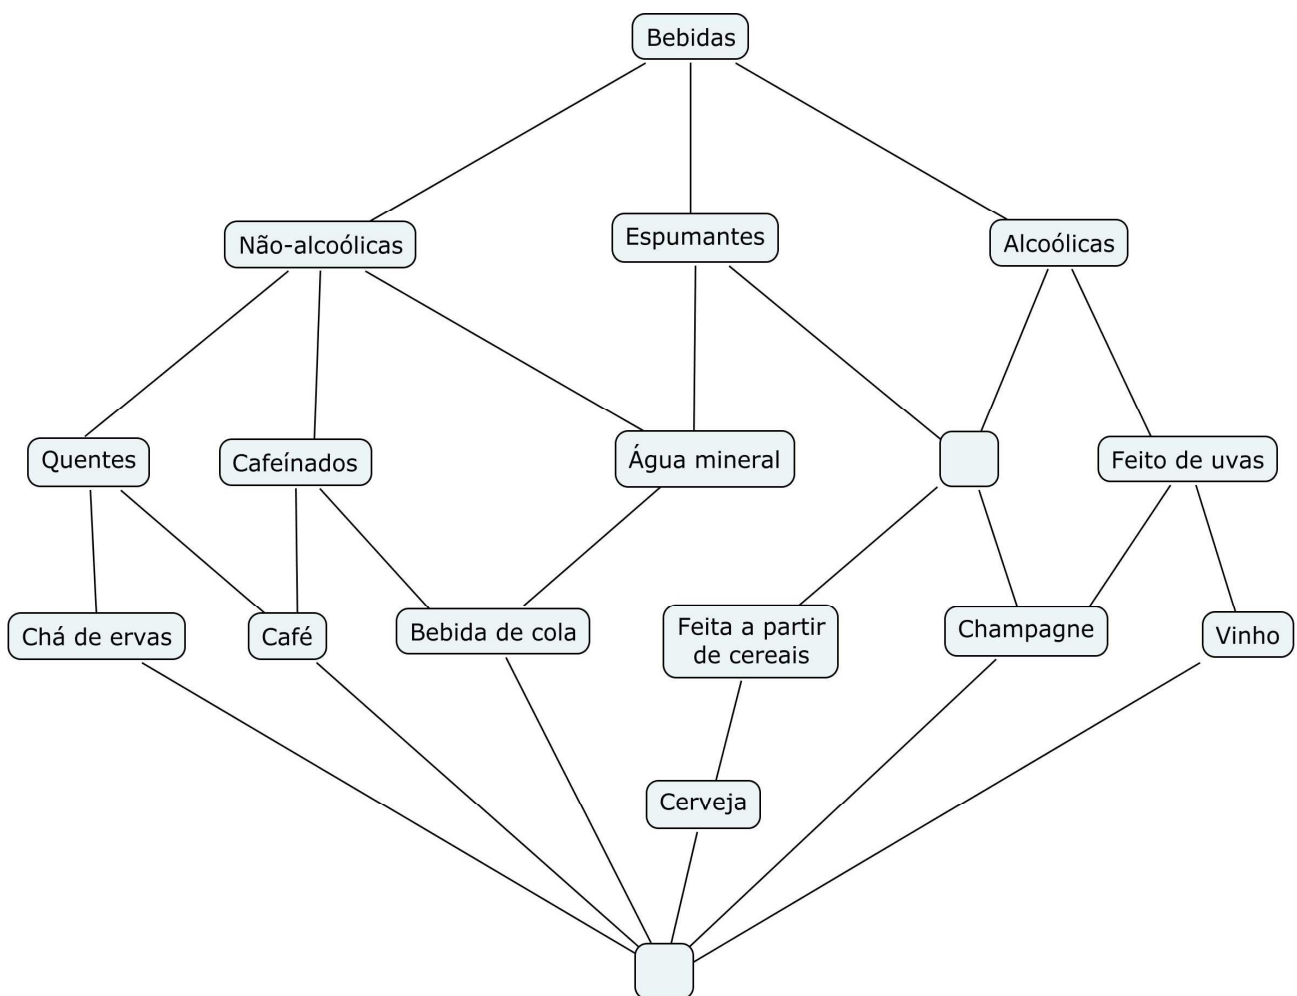 Bebidas
Não-alcoólicas
Espumantes
Alcoólicas
Quentes
Cafeínados
Água mineral
Feito de uvas
Chá de ervas
Café
Bebida de cola
Feita a partir
de cereais
Champagne
Vinho
Cerveja